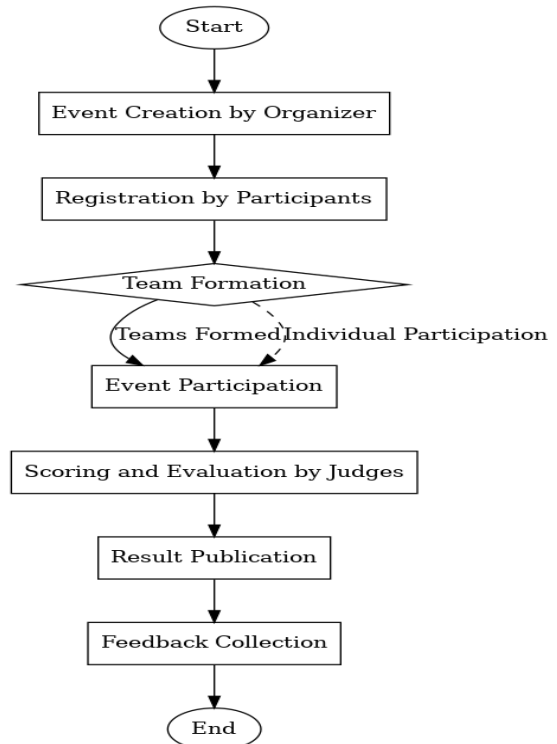 Start
Event Creation by Organizer
Registration by Participants
Team Formation
Teams Formed
Individual Participation
Event Participation
Scoring and Evaluation by Judges
Result Publication
Feedback Collection
End